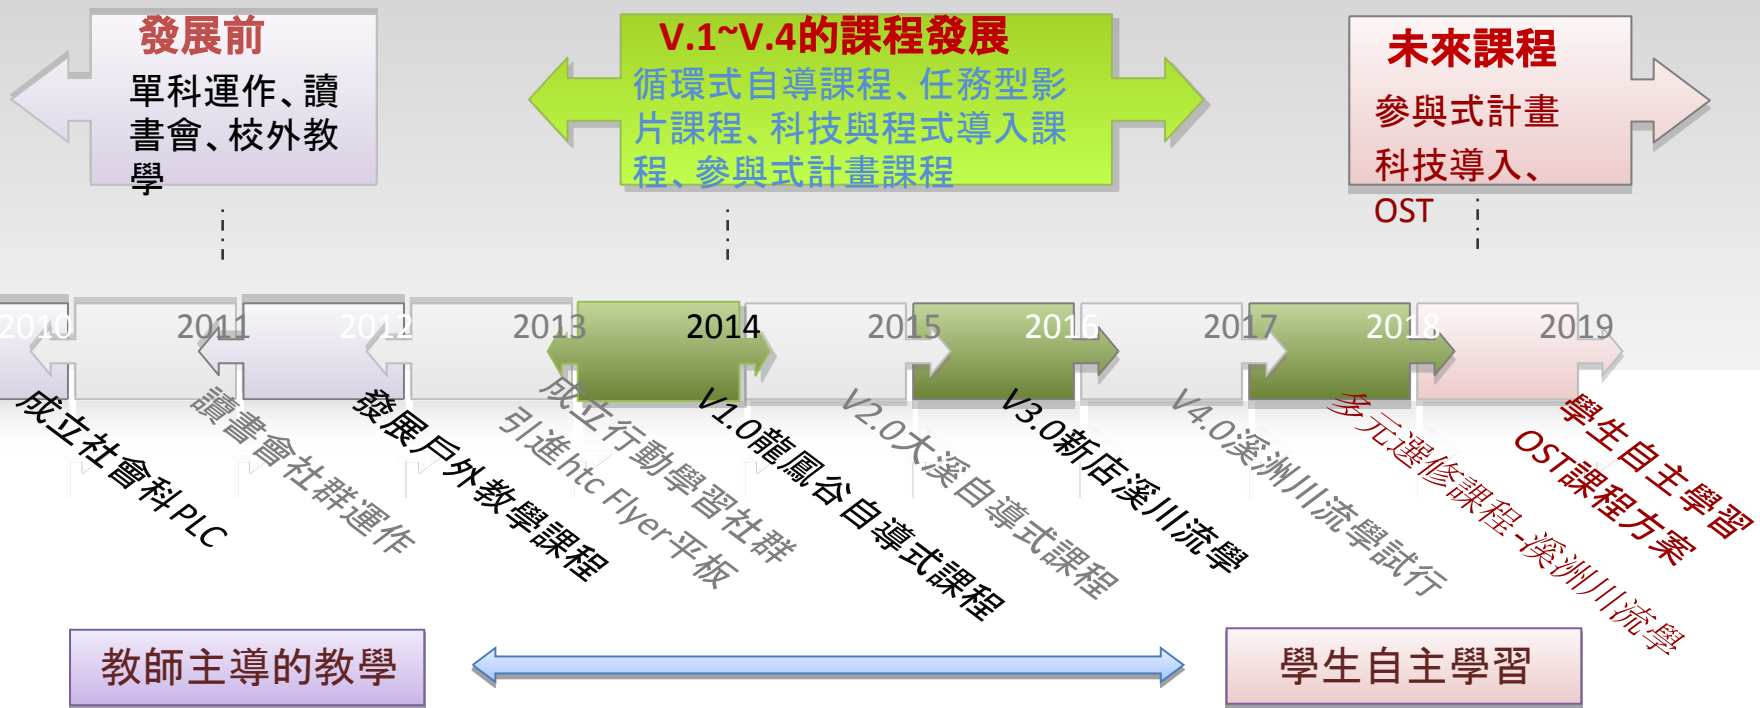 發展前
單科運作、讀
書會、校外教
學
V.1~V.4的課程發展
循環式自導課程、任務型影
片課程、科技與程式導入課
程、參與式計畫課程
未來課程
參與式計畫
科技導入、
OST
2010
2011
2012
2013
2014
2015
2016
2017
2018
2019
成立社會科PLC
讀書會社群運作
發展戶外教學課程
成立行動學習社群
引進htc Flyer平板
V1.0龍鳳谷自導式課程
V2.0大溪自導式課程
V3.0新店溪川流學
V4.0溪洲川流學試行
多元選修課程-溪洲川流學
學生自主學習
OST課程方案
教師主導的教學
學生自主學習